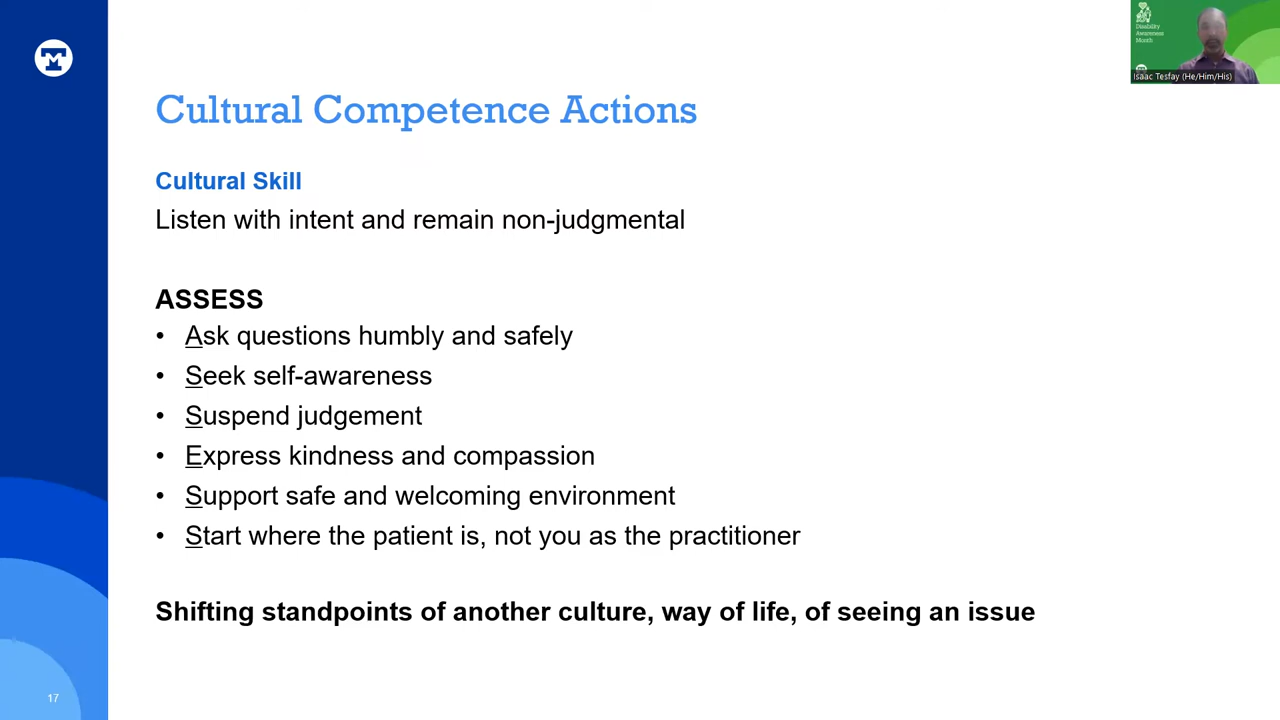 Cultural Competence Actions
Cultural Skill
Listen with intent and remain non-judgmental
ASSESS
• Ask questions humbly and safely
• Seek self-awareness
• Suspend judgement
• Express kindness and compassion
• Support safe and welcoming environment
• Start where the patient is, not you as the practitioner
Shifting standpoints of another culture, way of life, of seeing an issue
17
Disability
Awareness
Month
Isaac Tesfay (He/Him/His)